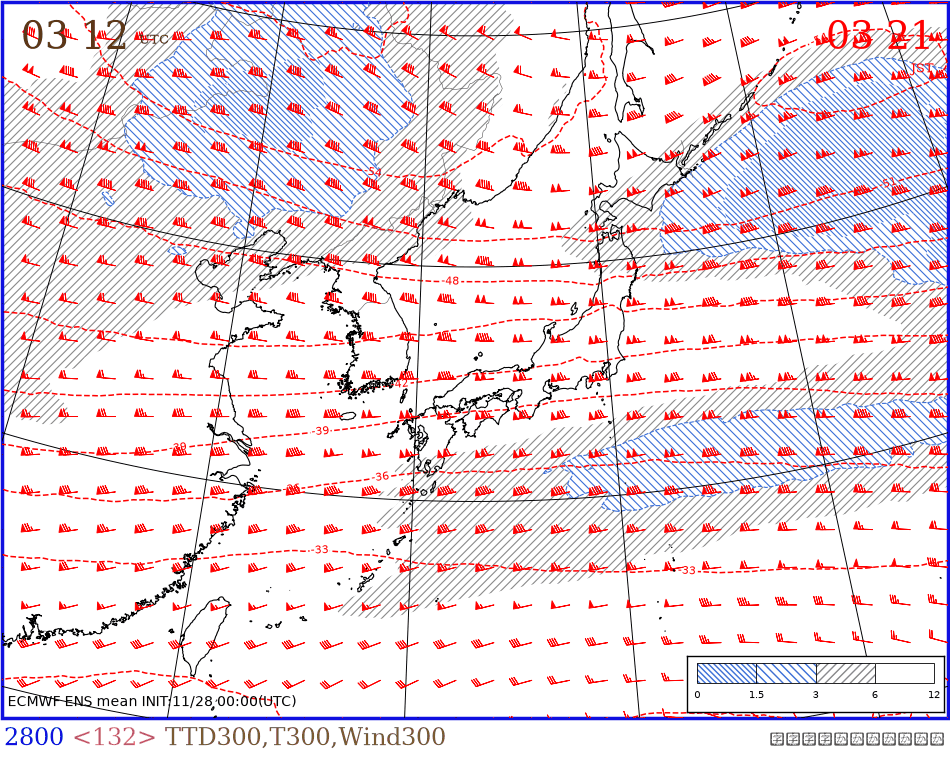 03 12 UTC 03 21 JST
-54
-51
-48
-42
-39
-39
-36
-36
-33
-33
0 1.5 3 6 12
ECMWF ENS mean INIT:11/28 00:00(UTC)
2800 <132> TTD300,T300,Wind300